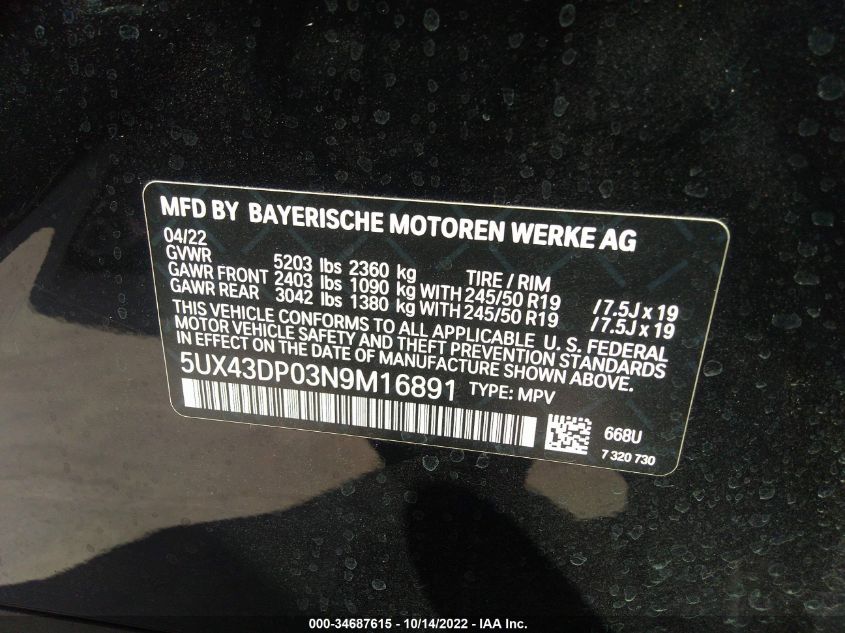 MFD BY BAYERISCHE MOTOREN WERKE AG
04/22
GVWR 5203 lbs 2360 kg TIRE / RIM
GAWR FRONT 2403 lbs 1090 kg WITH 245/50 R19 / 7.5J x 19
GAWR REAR 3042 lbs 1380 kg WITH 245/50 R19 / 7.5J x 19
THIS VEHICLE CONFORMS TO ALL APPLICABLE U. S. FEDERAL
MOTOR VEHICLE SAFETY AND THEFT PREVENTION STANDARDS
IN EFFECT ON THE DATE OF MANUFACTURE SHOWN ABOVE.
5UX43DP03N9M16891 TYPE: MPV
668U
7 320 730
000-34687615 - 10/14/2022 - IAA Inc.